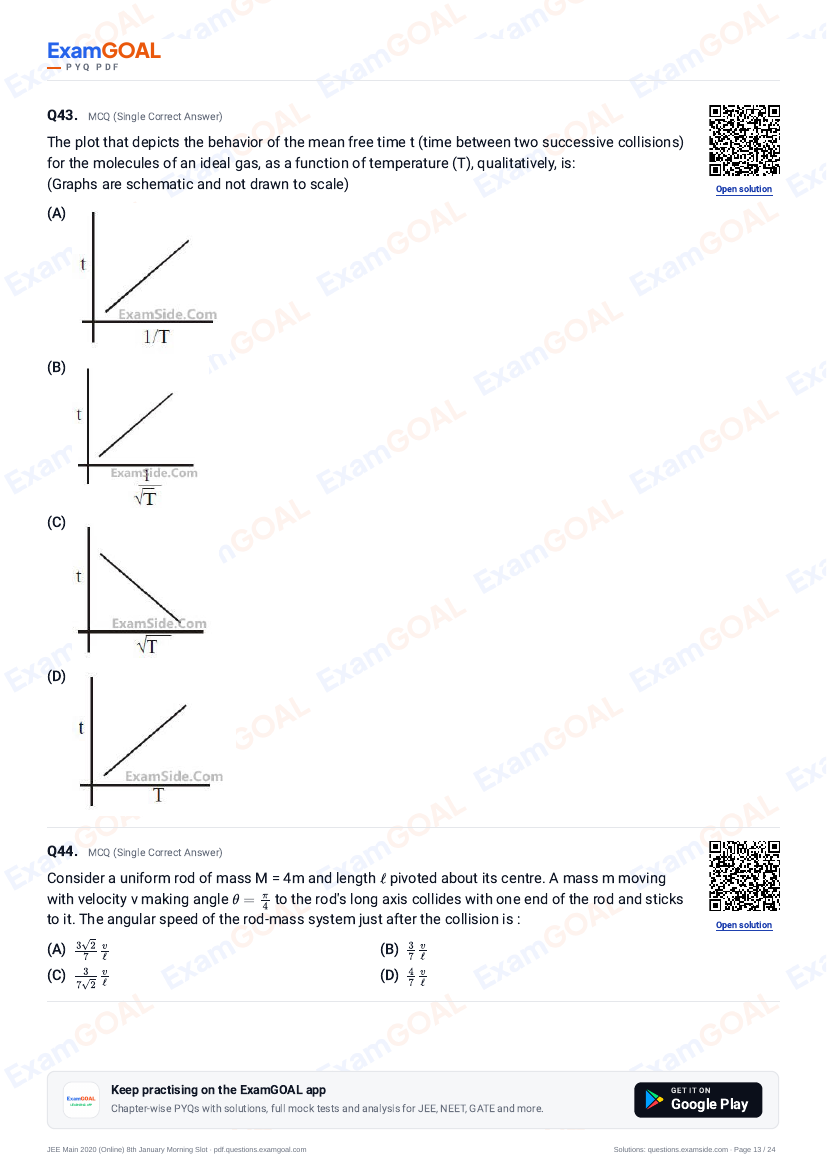 ExamGOAL
PYQ PDF
Q43. MCQ (Single Correct Answer)
The plot that depicts the behavior of the mean free time t (time between two successive collisions)
for the molecules of an ideal gas, as a function of temperature (T), qualitatively, is:
(Graphs are schematic and not drawn to scale)
Open solution
(A)
t
ExamSide.Com
1/T
(B)
t
ExamSide.Com
1/√T
(C)
t
ExamSide.Com
√T
(D)
t
ExamSide.Com
T
Q44. MCQ (Single Correct Answer)
Consider a uniform rod of mass M = 4m and length ℓ pivoted about its centre. A mass m moving
with velocity v making angle θ = π/4 to the rod's long axis collides with one end of the rod and sticks
to it. The angular speed of the rod-mass system just after the collision is :
Open solution
(A) 3√2/7 v/ℓ (B) 3/7 v/ℓ
(C) 3/7√2 v/ℓ (D) 4/7 v/ℓ
Keep practising on the ExamGOAL app
Chapter-wise PYQs with solutions, full mock tests and analysis for JEE, NEET, GATE and more.
GET IT ON
Google Play
JEE Main 2020 (Online) 8th January Morning Slot · pdf.questions.examgoal.com Solutions: questions.examside.com · Page 13 / 24